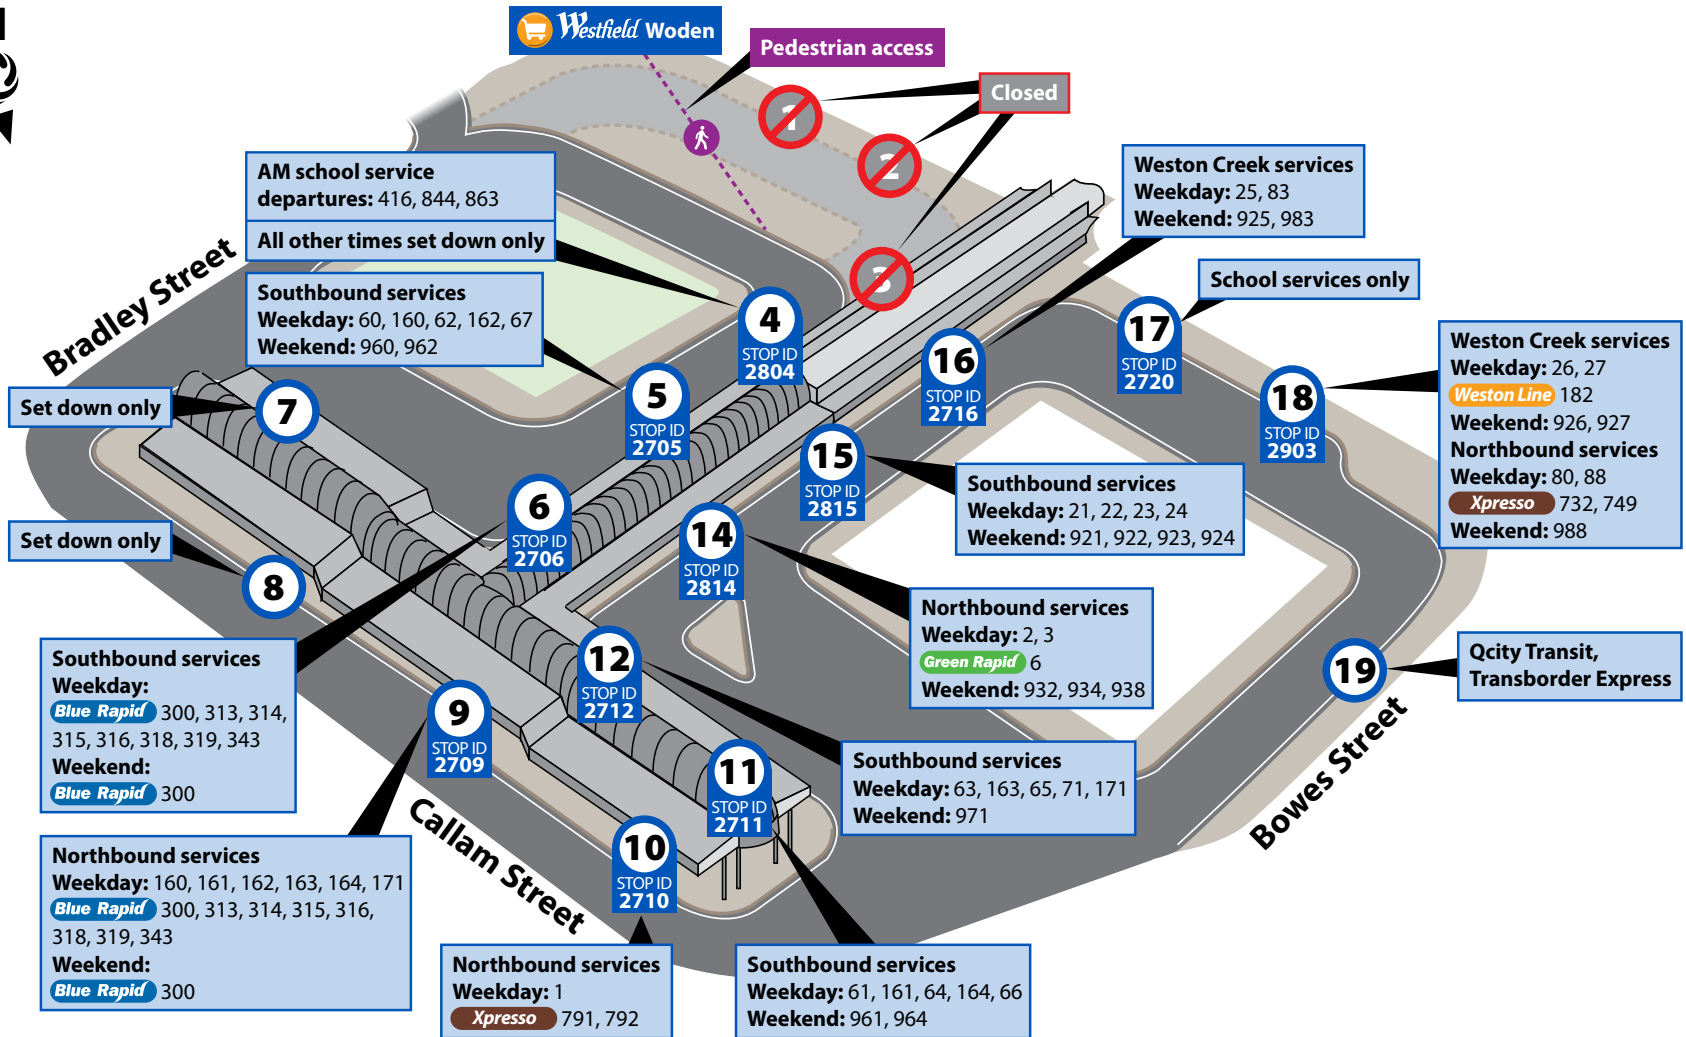 Westfield Woden
Pedestrian access
Closed
1
2
3
AM school service
departures: 416, 844, 863
All other times set down only
Southbound services
Weekday: 60, 160, 62, 162, 67
Weekend: 960, 962
Weston Creek services
Weekday: 25, 83
Weekend: 925, 983
School services only
Bradley Street
4
STOP ID
2804
5
STOP ID
2705
16
STOP ID
2716
17
STOP ID
2720
18
STOP ID
2903
Weston Creek services
Weekday: 26, 27
Weston Line 182
Weekend: 926, 927
Northbound services
Weekday: 80, 88
Xpresso 732, 749
Weekend: 988
Set down only
7
6
STOP ID
2706
15
STOP ID
2815
Southbound services
Weekday: 21, 22, 23, 24
Weekend: 921, 922, 923, 924
Set down only
8
14
STOP ID
2814
Northbound services
Weekday: 2, 3
Green Rapid 6
Weekend: 932, 934, 938
19
Qcity Transit,
Transborder Express
Southbound services
Weekday:
Blue Rapid 300, 313, 314,
315, 316, 318, 319, 343
Weekend:
Blue Rapid 300
12
STOP ID
2712
9
STOP ID
2709
11
STOP ID
2711
Southbound services
Weekday: 63, 163, 65, 71, 171
Weekend: 971
Bowes Street
Callam Street
10
STOP ID
2710
Northbound services
Weekday: 160, 161, 162, 163, 164, 171
Blue Rapid 300, 313, 314, 315, 316,
318, 319, 343
Weekend:
Blue Rapid 300
Northbound services
Weekday: 1
Xpresso 791, 792
Southbound services
Weekday: 61, 161, 64, 164, 66
Weekend: 961, 964